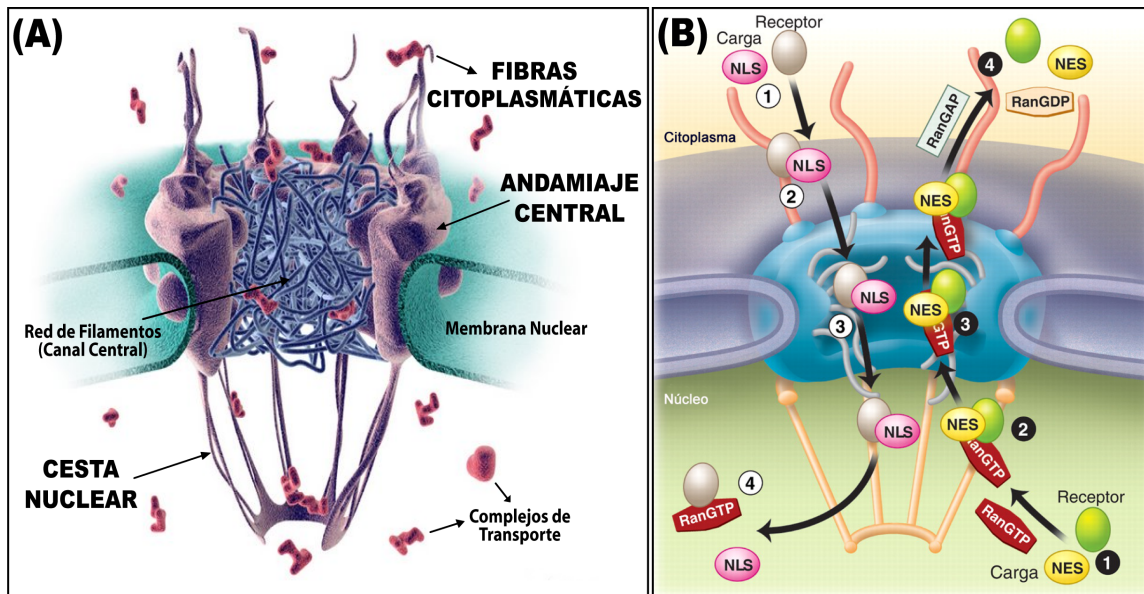 (A)
FIBRAS
CITOPLASMÁTICAS
ANDAMIAJE
CENTRAL
Red de Filamentos
(Canal Central)
Membrana Nuclear
CESTA
NUCLEAR
Complejos de
Transporte
(B)
Receptor
Carga
NLS
1
4
NES
RanGDP
RanGAP
Citoplasma
NLS
2
NES
RanGTP
NLS
3
NES
GTP
3
Núcleo
NLS
NES
2
RanGTP
4
RanGTP
NLS
Receptor
RanGTP
Carga
NES
1